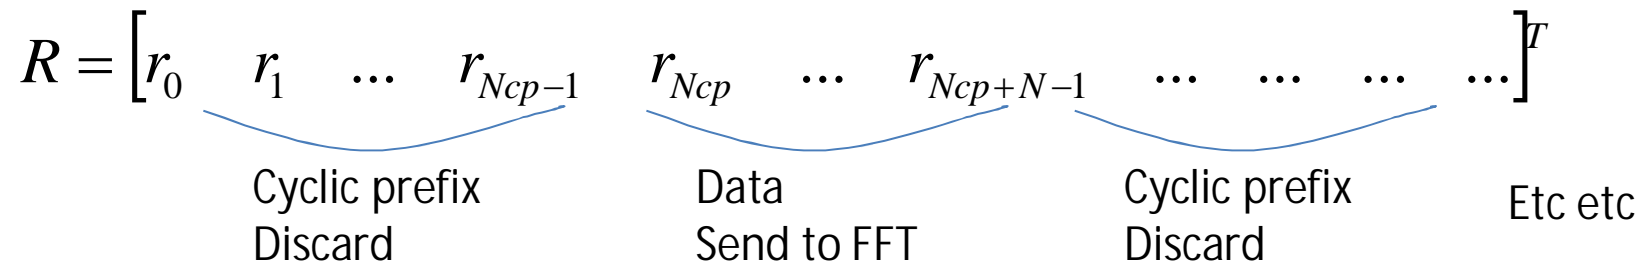 R = [r_0 r_1 ... r_{Ncp-1} r_{Ncp} ... r_{Ncp+N-1} ... ... ... ...]^T
Cyclic prefix Data Cyclic prefix Etc etc
Discard Send to FFT Discard